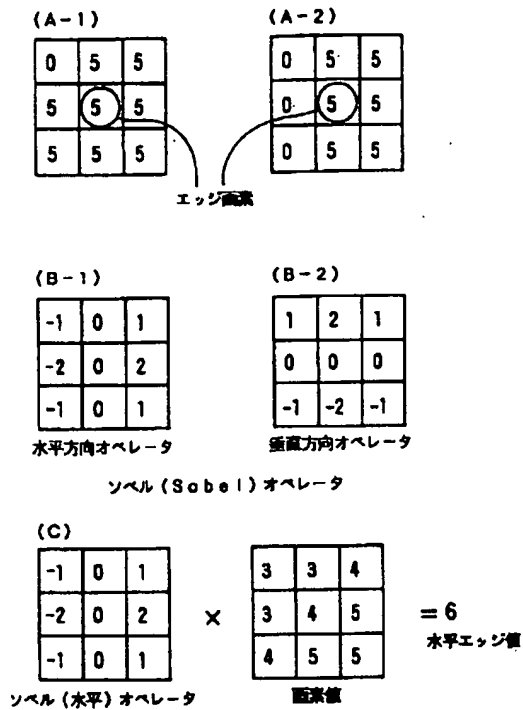 (A-1) (A-2)
0 5 5 0 5 5
5 5 5 0 5 5
5 5 5 0 5 5
エッジ画素
(B-1) (B-2)
-1 0 1 1 2 1
-2 0 2 0 0 0
-1 0 1 -1 -2 -1
水平方向オペレータ 垂直方向オペレータ
ソベル(Sobel)オペレータ
(C)
-1 0 1 3 3 4
-2 0 2 × 3 4 5 =6
-1 0 1 4 5 5 水平エッジ値
ソベル(水平)オペレータ 画素値